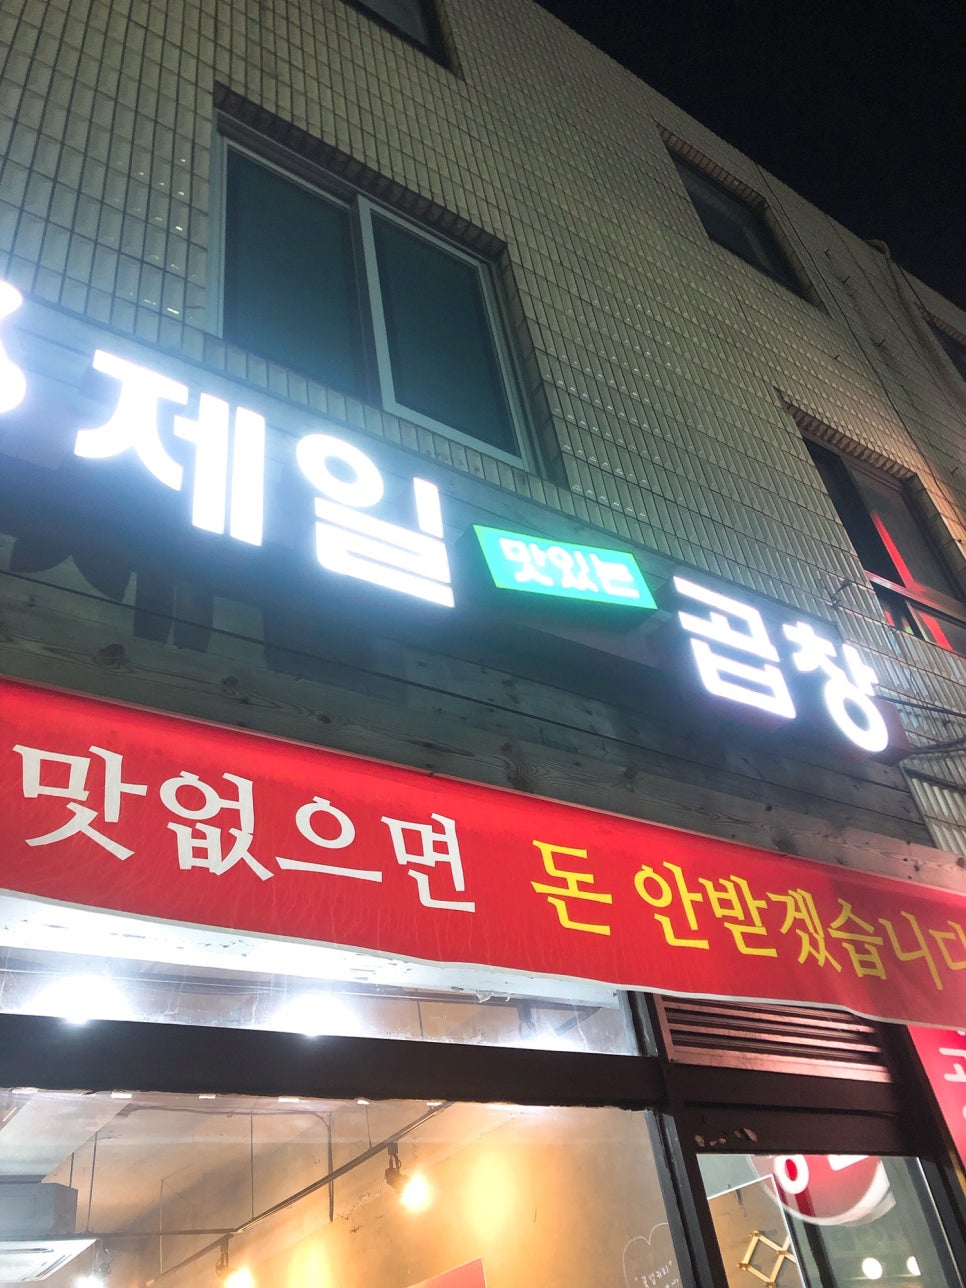 제일 맛있는 곱창
맛없으면 돈 안받겠습니다